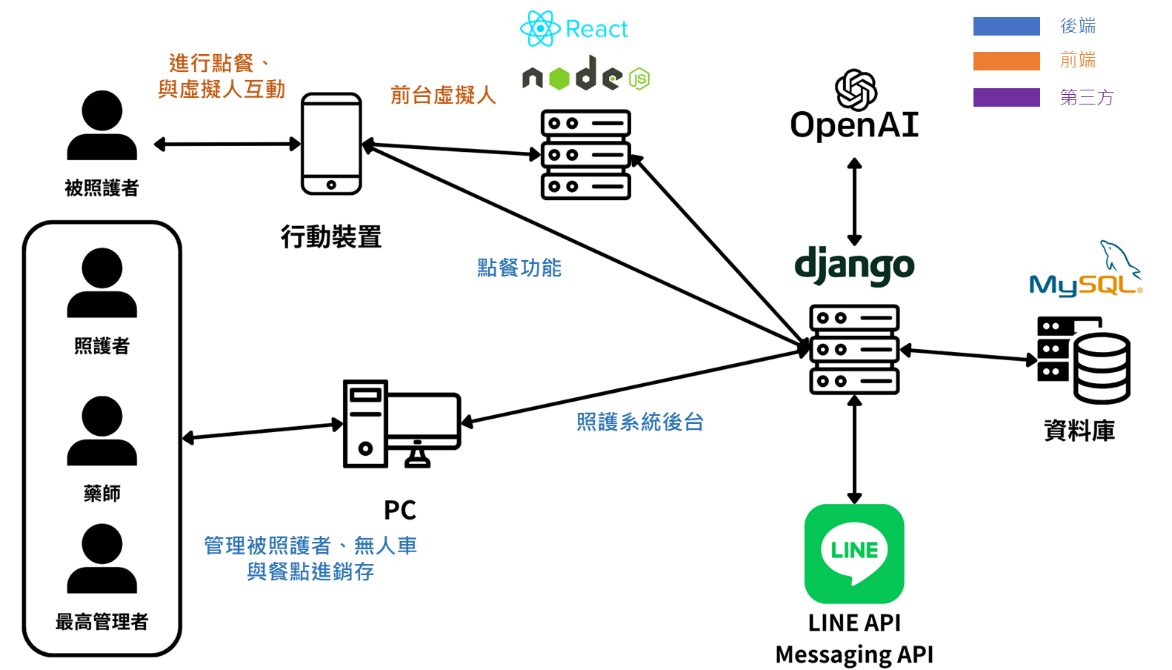 React
node
JS
後端
前端
第三方
進行點餐、
與虛擬人互動
前台虛擬人
OpenAI
被照護者
行動裝置
點餐功能
django
MySQL®
照護者
照護系統後台
資料庫
藥師
PC
管理被照護者、無人車
與餐點進銷存
LINE
最高管理者
LINE API
Messaging API